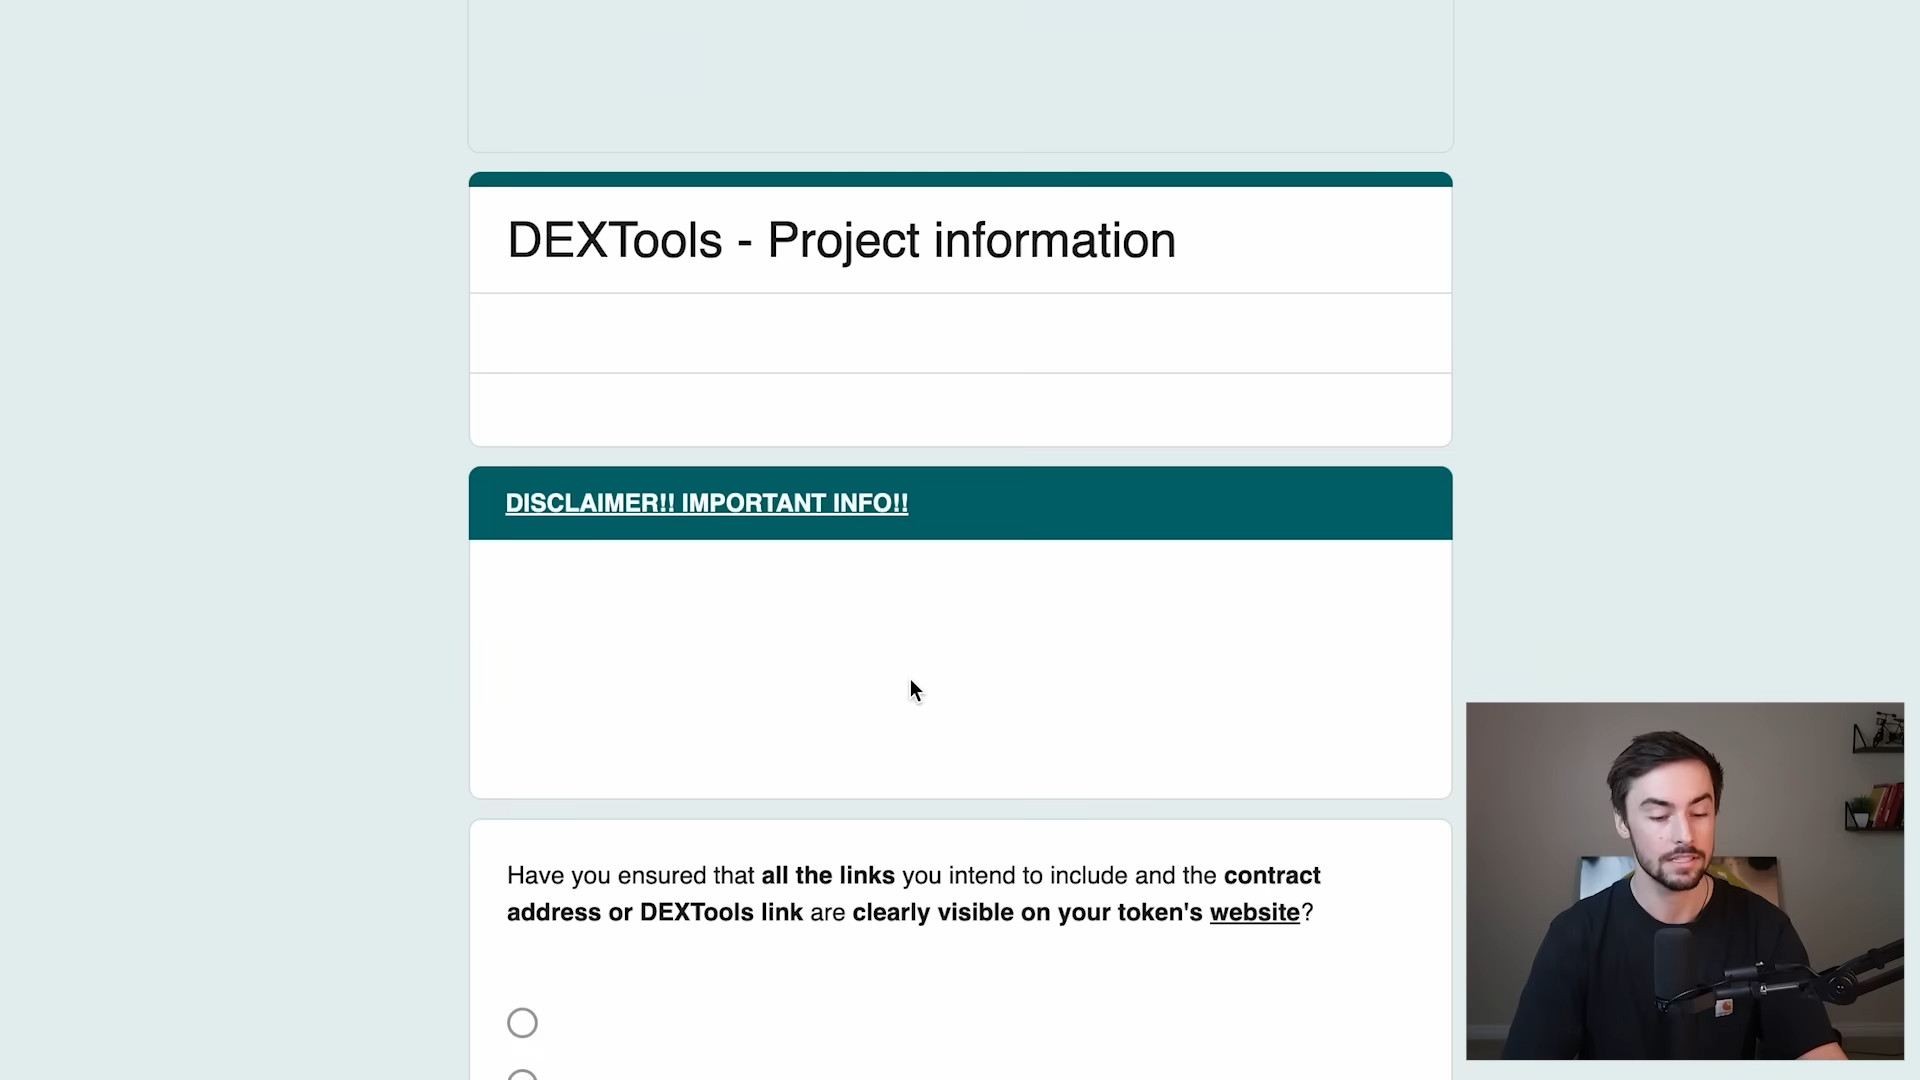 DEXTools - Project information
DISCLAIMER!! IMPORTANT INFO!!
Have you ensured that all the links you intend to include and the contract
address or DEXTools link are clearly visible on your token's website?